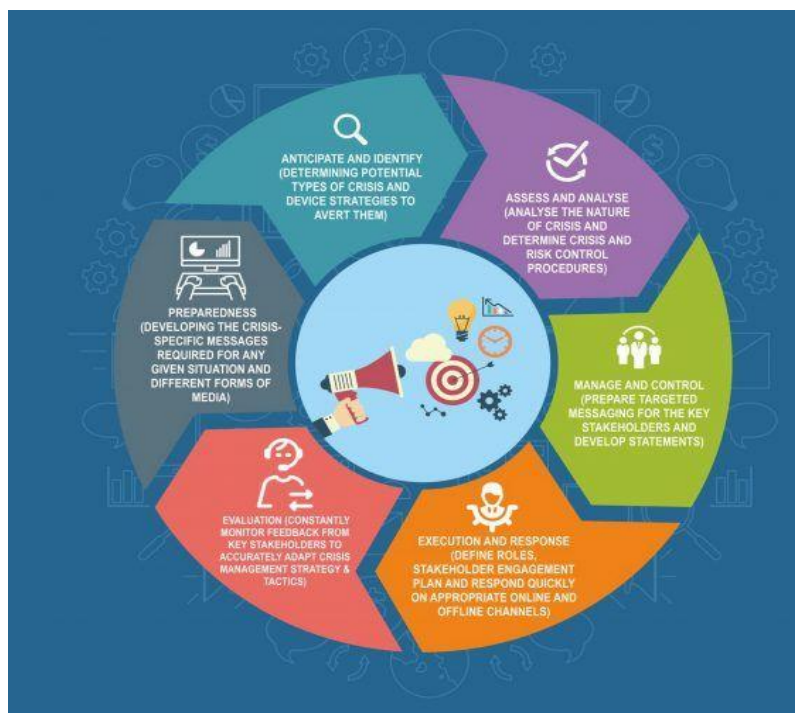 ANTICIPATE AND IDENTIFY
(DETERMINING POTENTIAL
TYPES OF CRISIS AND
DEVICE STRATEGIES TO
AVERT THEM)
ASSESS AND ANALYSE
(ANALYSE THE NATURE
OF CRISIS AND
DETERMINE CRISIS AND
RISK CONTROL
PROCEDURES)
MANAGE AND CONTROL
(PREPARE TARGETED
MESSAGING FOR THE KEY
STAKEHOLDERS AND
DEVELOP STATEMENTS)
EXECUTION AND RESPONSE
(DEFINE ROLES,
STAKEHOLDER ENGAGEMENT
PLAN AND RESPOND QUICKLY
ON APPROPRIATE ONLINE AND
OFFLINE CHANNELS)
EVALUATION (CONSTANTLY
MONITOR FEEDBACK FROM
KEY STAKEHOLDERS TO
ACCURATELY ADAPT CRISIS
MANAGEMENT STRATEGY &
TACTICS)
PREPAREDNESS
(DEVELOPING THE CRISIS-
SPECIFIC MESSAGES
REQUIRED FOR ANY
GIVEN SITUATION AND
DIFFERENT FORMS OF
MEDIA)